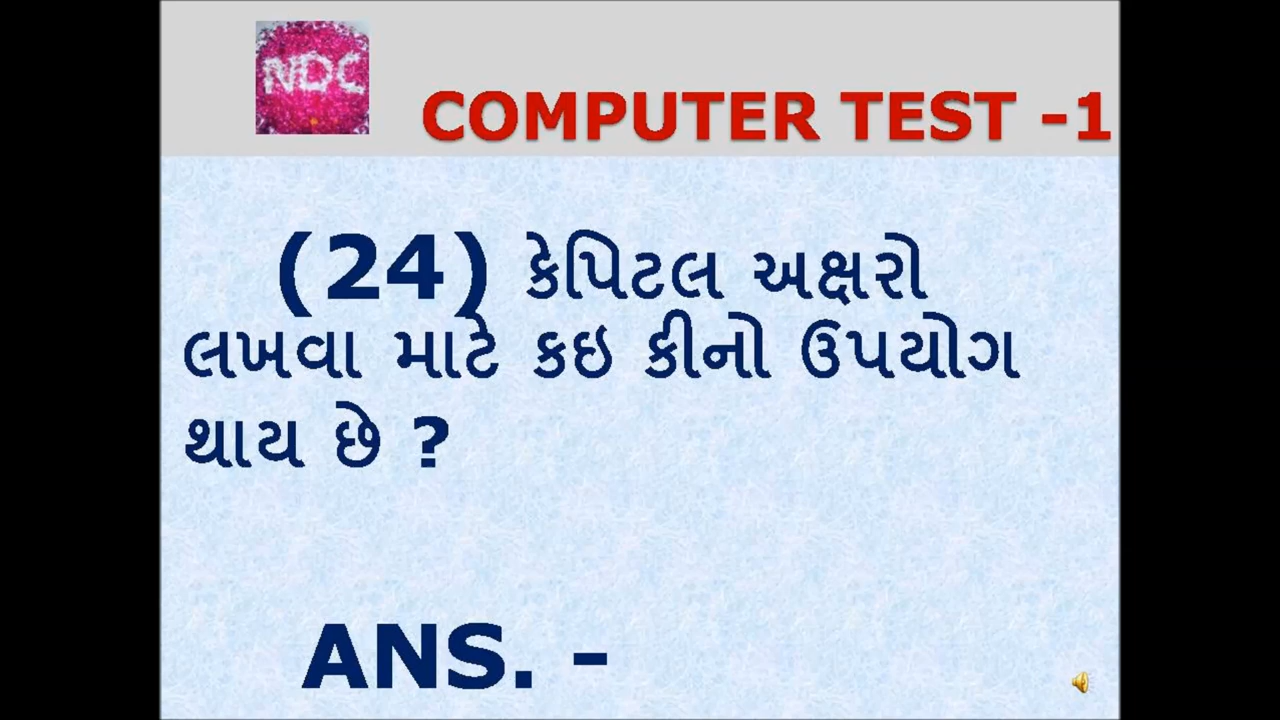 NDC
COMPUTER TEST -1
(24) કેપિટલ અક્ષરો
લખવા માટે કઇ કીનો ઉપયોગ
થાય છે ?
ANS. -